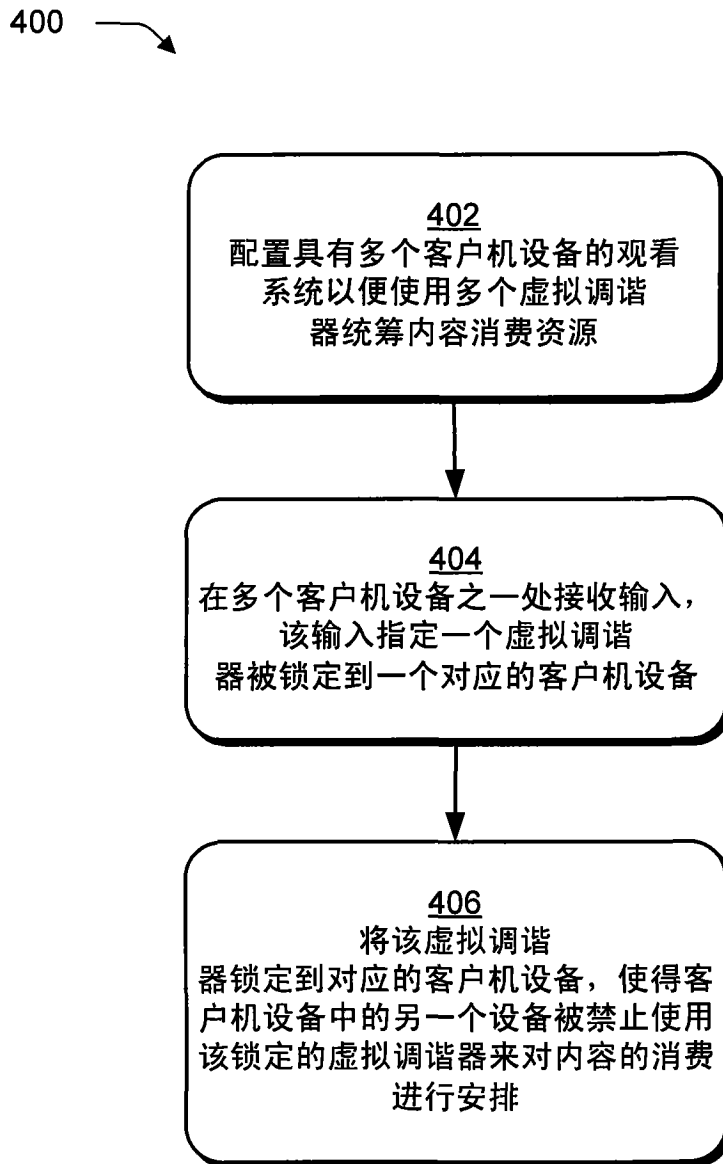 400
402
配置具有多个客户机设备的观看
系统以便使用多个虚拟调谐
器统筹内容消费资源
404
在多个客户机设备之一处接收输入，
该输入指定一个虚拟调谐
器被锁定到一个对应的客户机设备
406
将该虚拟调谐
器锁定到对应的客户机设备，使得客
户机设备中的另一个设备被禁止使用
该锁定的虚拟调谐器来对内容的消费
进行安排